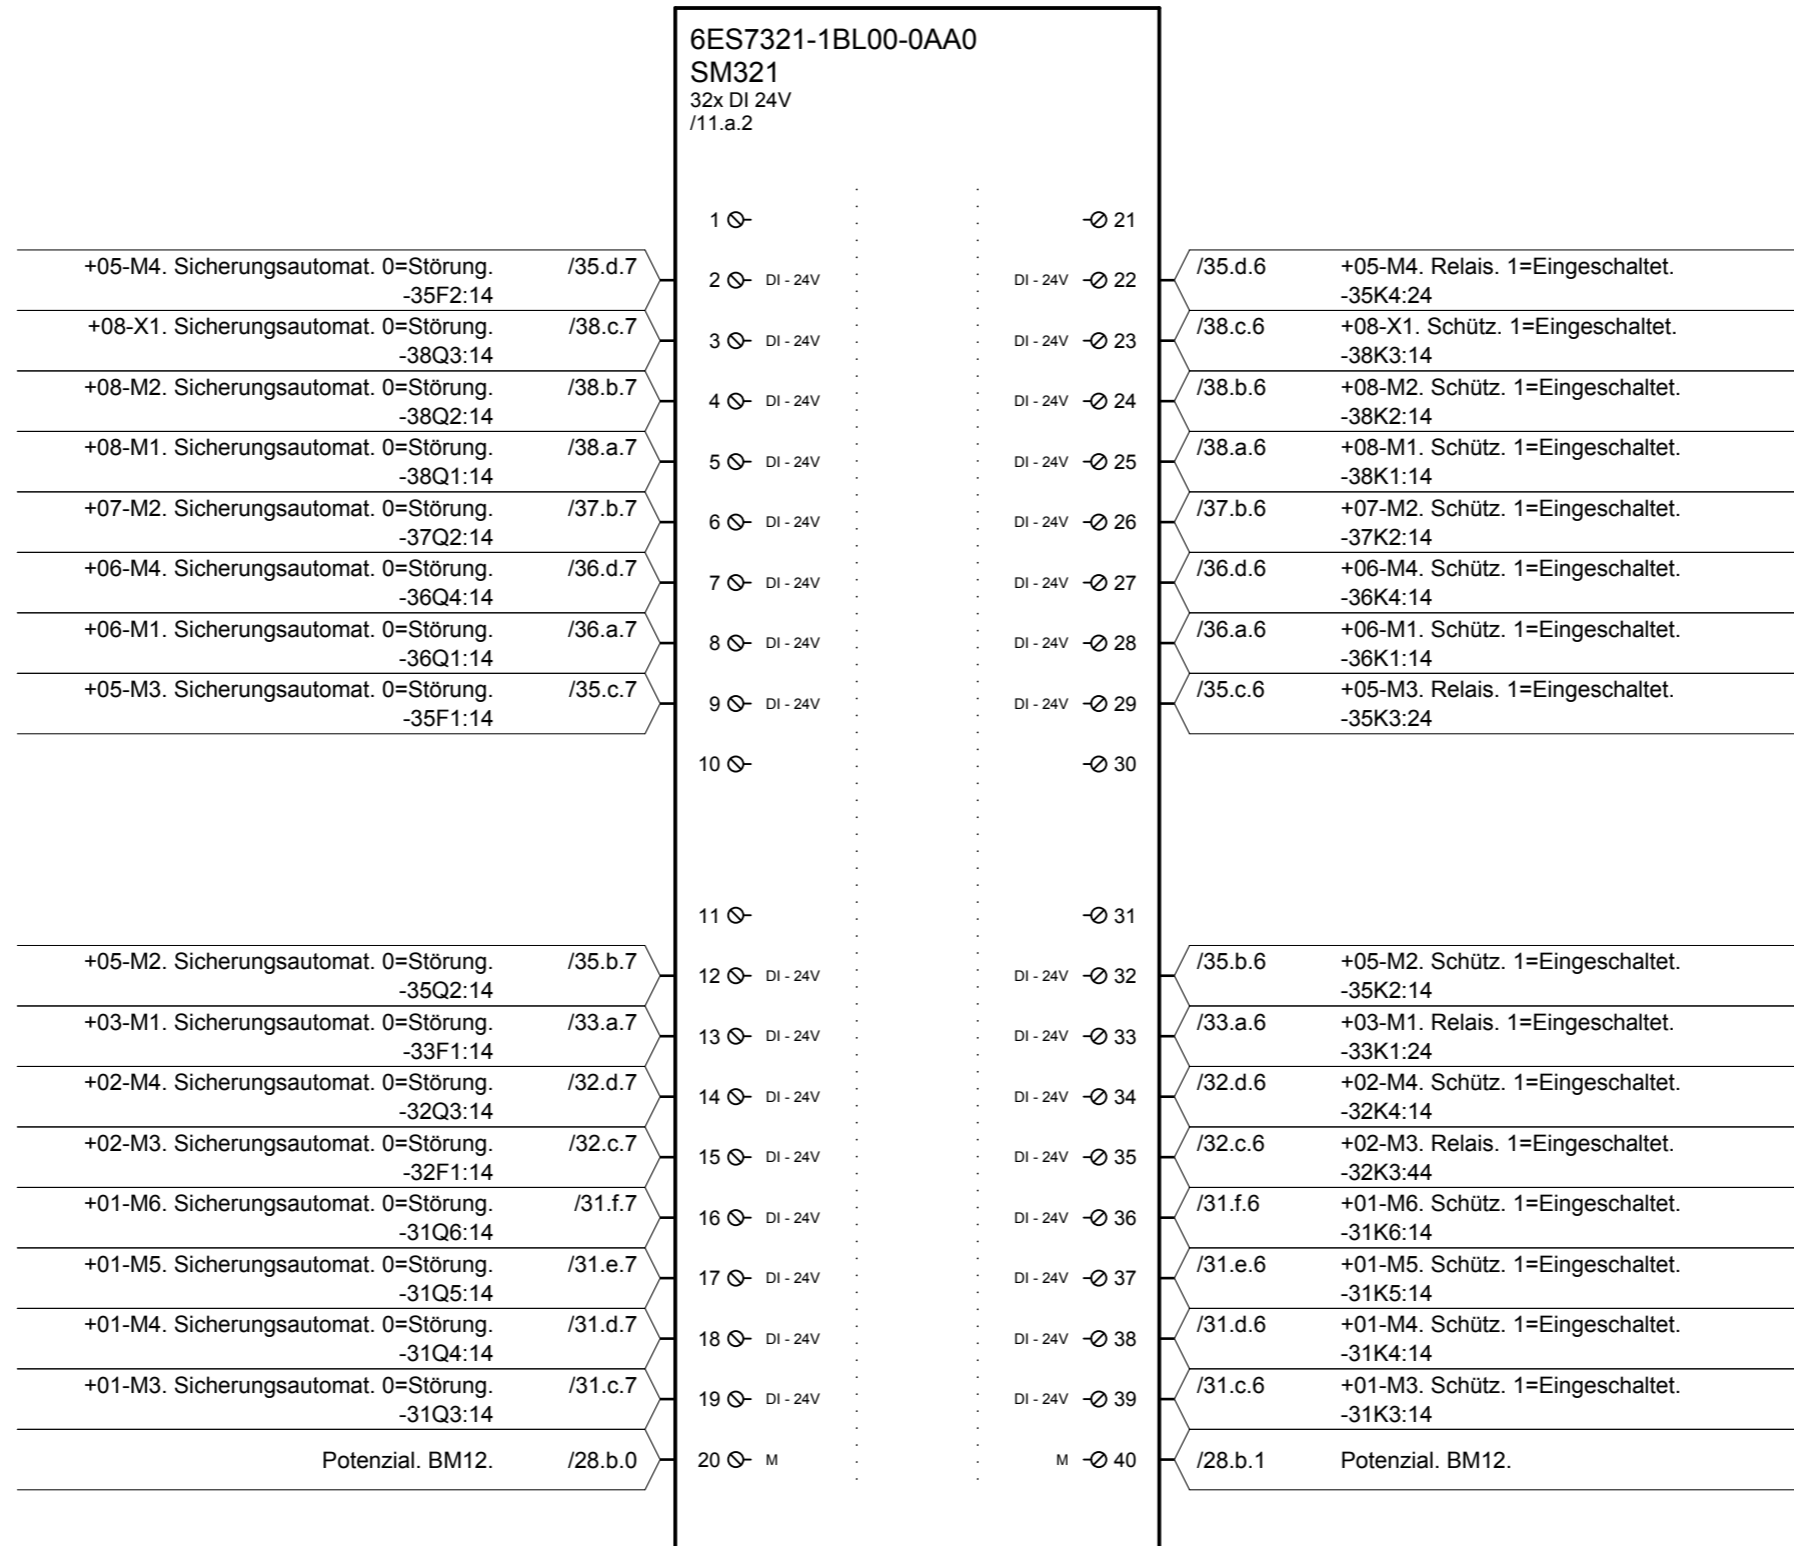 6ES7321-1BL00-0AA0
SM321
32x DI 24V
/11.a.2
1 21
+05-M4. Sicherungsautomat. 0=Störung. /35.d.7 2 DI - 24V DI - 24V 22 /35.d.6 +05-M4. Relais. 1=Eingeschaltet.
-35F2:14 -35K4:24
+08-X1. Sicherungsautomat. 0=Störung. /38.c.7 3 DI - 24V DI - 24V 23 /38.c.6 +08-X1. Schütz. 1=Eingeschaltet.
-38Q3:14 -38K3:14
+08-M2. Sicherungsautomat. 0=Störung. /38.b.7 4 DI - 24V DI - 24V 24 /38.b.6 +08-M2. Schütz. 1=Eingeschaltet.
-38Q2:14 -38K2:14
+08-M1. Sicherungsautomat. 0=Störung. /38.a.7 5 DI - 24V DI - 24V 25 /38.a.6 +08-M1. Schütz. 1=Eingeschaltet.
-38Q1:14 -38K1:14
+07-M2. Sicherungsautomat. 0=Störung. /37.b.7 6 DI - 24V DI - 24V 26 /37.b.6 +07-M2. Schütz. 1=Eingeschaltet.
-37Q2:14 -37K2:14
+06-M4. Sicherungsautomat. 0=Störung. /36.d.7 7 DI - 24V DI - 24V 27 /36.d.6 +06-M4. Schütz. 1=Eingeschaltet.
-36Q4:14 -36K4:14
+06-M1. Sicherungsautomat. 0=Störung. /36.a.7 8 DI - 24V DI - 24V 28 /36.a.6 +06-M1. Schütz. 1=Eingeschaltet.
-36Q1:14 -36K1:14
+05-M3. Sicherungsautomat. 0=Störung. /35.c.7 9 DI - 24V DI - 24V 29 /35.c.6 +05-M3. Relais. 1=Eingeschaltet.
-35F1:14 -35K3:24
10 30
11 31
+05-M2. Sicherungsautomat. 0=Störung. /35.b.7 12 DI - 24V DI - 24V 32 /35.b.6 +05-M2. Schütz. 1=Eingeschaltet.
-35Q2:14 -35K2:14
+03-M1. Sicherungsautomat. 0=Störung. /33.a.7 13 DI - 24V DI - 24V 33 /33.a.6 +03-M1. Relais. 1=Eingeschaltet.
-33F1:14 -33K1:24
+02-M4. Sicherungsautomat. 0=Störung. /32.d.7 14 DI - 24V DI - 24V 34 /32.d.6 +02-M4. Schütz. 1=Eingeschaltet.
-32Q3:14 -32K4:14
+02-M3. Sicherungsautomat. 0=Störung. /32.c.7 15 DI - 24V DI - 24V 35 /32.c.6 +02-M3. Relais. 1=Eingeschaltet.
-32F1:14 -32K3:44
+01-M6. Sicherungsautomat. 0=Störung. /31.f.7 16 DI - 24V DI - 24V 36 /31.f.6 +01-M6. Schütz. 1=Eingeschaltet.
-31Q6:14 -31K6:14
+01-M5. Sicherungsautomat. 0=Störung. /31.e.7 17 DI - 24V DI - 24V 37 /31.e.6 +01-M5. Schütz. 1=Eingeschaltet.
-31Q5:14 -31K5:14
+01-M4. Sicherungsautomat. 0=Störung. /31.d.7 18 DI - 24V DI - 24V 38 /31.d.6 +01-M4. Schütz. 1=Eingeschaltet.
-31Q4:14 -31K4:14
+01-M3. Sicherungsautomat. 0=Störung. /31.c.7 19 DI - 24V DI - 24V 39 /31.c.6 +01-M3. Schütz. 1=Eingeschaltet.
-31Q3:14 -31K3:14
Potenzial. BM12. /28.b.0 20 M M 40 /28.b.1 Potenzial. BM12.